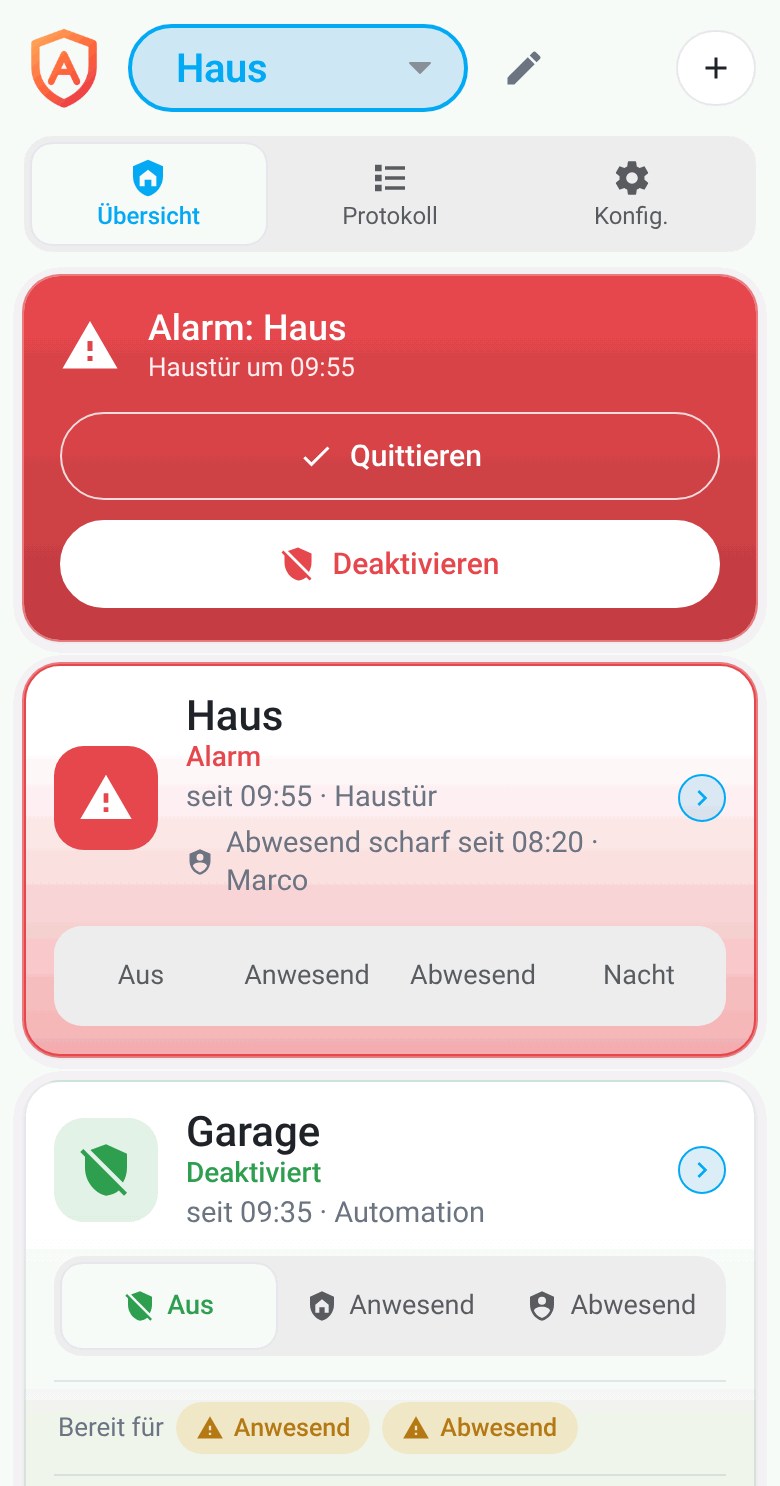 Haus
Übersicht
Protokoll
Konfig.
Alarm: Haus
Haustür um 09:55
Quittieren
Deaktivieren
Haus
Alarm
seit 09:55 · Haustür
Abwesend scharf seit 08:20 ·
Marco
Aus Anwesend Abwesend Nacht
Garage
Deaktiviert
seit 09:35 · Automation
Aus Anwesend Abwesend
Bereit für Anwesend Abwesend